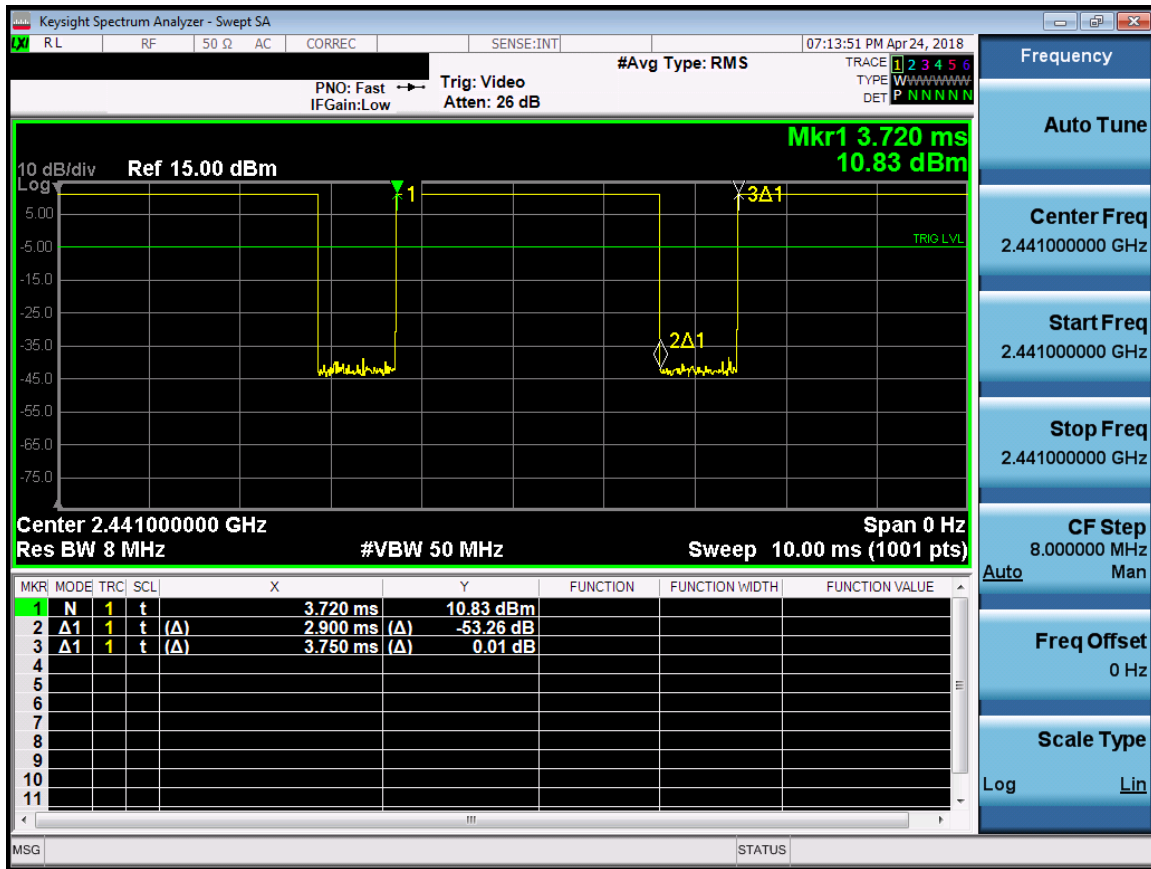 Keysight Spectrum Analyzer - Swept SA
LXI RL RF 50 Ω AC CORREC SENSE:INT 07:13:51 PM Apr 24, 2018
#Avg Type: RMS
TRACE 1 2 3 4 5 6
PNO: Fast Trig: Video
TYPE WWWWWW
IFGain:Low Atten: 26 dB
DET P N N N N N
Mkr1 3.720 ms
10.83 dBm
10 dB/div Ref 15.00 dBm
Log
1
3Δ1
5.00
-5.00
TRIG LVL
-15.0
-25.0
-35.0
2Δ1
-45.0
-55.0
-65.0
-75.0
Center 2.441000000 GHz Span 0 Hz
Res BW 8 MHz #VBW 50 MHz Sweep 10.00 ms (1001 pts)
MKR MODE TRC SCL X Y FUNCTION FUNCTION WIDTH FUNCTION VALUE
1 N 1 t 3.720 ms 10.83 dBm
2 Δ1 1 t (Δ) 2.900 ms (Δ) -53.26 dB
3 Δ1 1 t (Δ) 3.750 ms (Δ) 0.01 dB
4
5
6
7
8
9
10
11
MSG STATUS
Frequency
Auto Tune
Center Freq
2.441000000 GHz
Start Freq
2.441000000 GHz
Stop Freq
2.441000000 GHz
CF Step
8.000000 MHz
Auto Man
Freq Offset
0 Hz
Scale Type
Log Lin